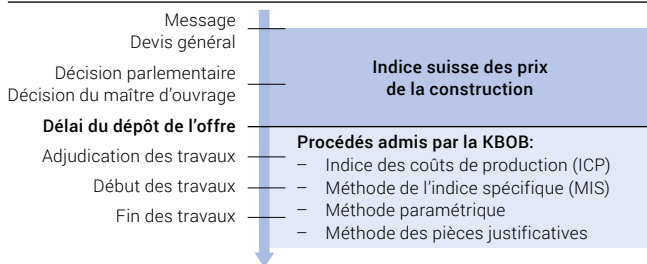 Message
Devis général
Décision parlementaire
Décision du maître d'ouvrage
Indice suisse des prix
de la construction
Délai du dépôt de l'offre
Adjudication des travaux
Début des travaux
Fin des travaux
Procédés admis par la KBOB:
– Indice des coûts de production (ICP)
– Méthode de l'indice spécifique (MIS)
– Méthode paramétrique
– Méthode des pièces justificatives